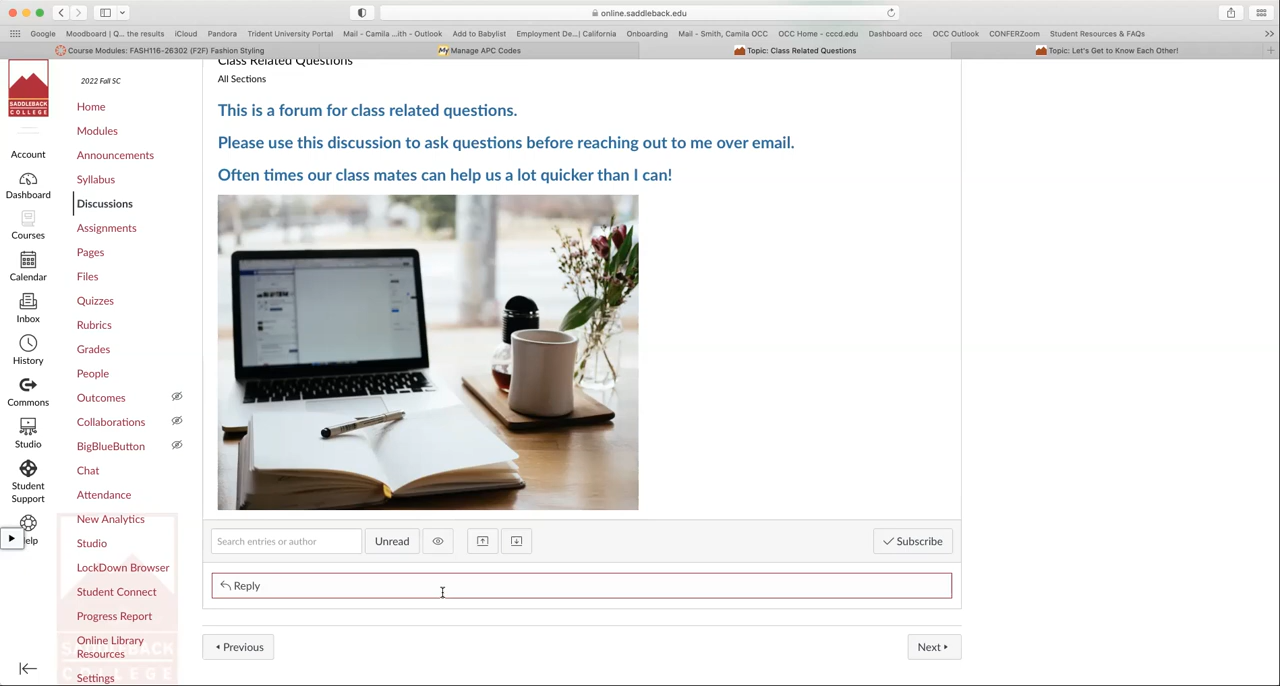 online.saddleback.edu
Google
Moodboard | Q... the results
iCloud
Pandora
Trident University Portal
Mail - Camila ...ith - Outlook
Add to Babylist
Employment De...| California
Onboarding
Mail - Smith, Camila OCC
OCC Home - cccd.edu
Dashboard occ
OCC Outlook
CONFERZoom
Student Resources & FAQs
Course Modules: FASH116-26302 (F2F) Fashion Styling
My Manage APC Codes
Topic: Class Related Questions
Topic: Let's Get to Know Each Other!
SADDLEBACK
COLLEGE
Account
Dashboard
Courses
Calendar
Inbox
History
Commons
Studio
Student
Support
elp
2022 Fall SC
Home
Modules
Announcements
Syllabus
Discussions
Assignments
Pages
Files
Quizzes
Rubrics
Grades
People
Outcomes
Collaborations
BigBlueButton
Chat
Attendance
New Analytics
Studio
LockDown Browser
Student Connect
Progress Report
Online Library
Resources
Settings
SADDLEBACK
COLLEGE
Class Related Questions
All Sections
This is a forum for class related questions.
Please use this discussion to ask questions before reaching out to me over email.
Often times our class mates can help us a lot quicker than I can!
Search entries or author
Unread
Subscribe
Reply
Previous
Next